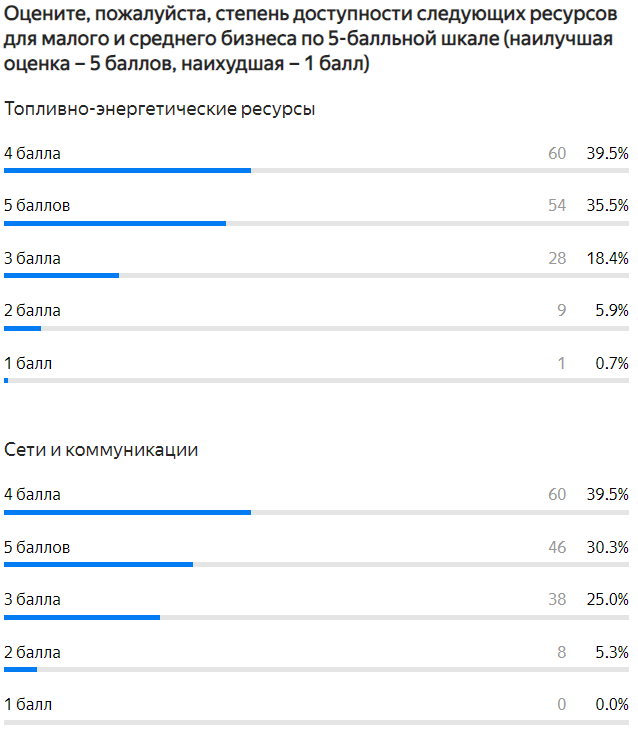 Оцените, пожалуйста, степень доступности следующих ресурсов
для малого и среднего бизнеса по 5-балльной шкале (наилучшая
оценка – 5 баллов, наихудшая – 1 балл)
Топливно-энергетические ресурсы
4 балла 60 39.5%
5 баллов 54 35.5%
3 балла 28 18.4%
2 балла 9 5.9%
1 балл 1 0.7%
Сети и коммуникации
4 балла 60 39.5%
5 баллов 46 30.3%
3 балла 38 25.0%
2 балла 8 5.3%
1 балл 0 0.0%